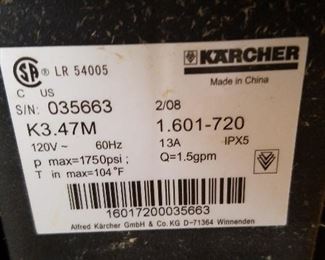 SA ® LR 54005
KÄRCHER
C US
Made in China
S/N: 035663 2/08
K3.47M 1.601-720
120V ~ 60Hz 13A IPX5
p max=1750psi ; Q=1.5gpm
T in max=104°F
16017200035663
Alfred Kärcher GmbH & Co. KG D-71364 Winnenden